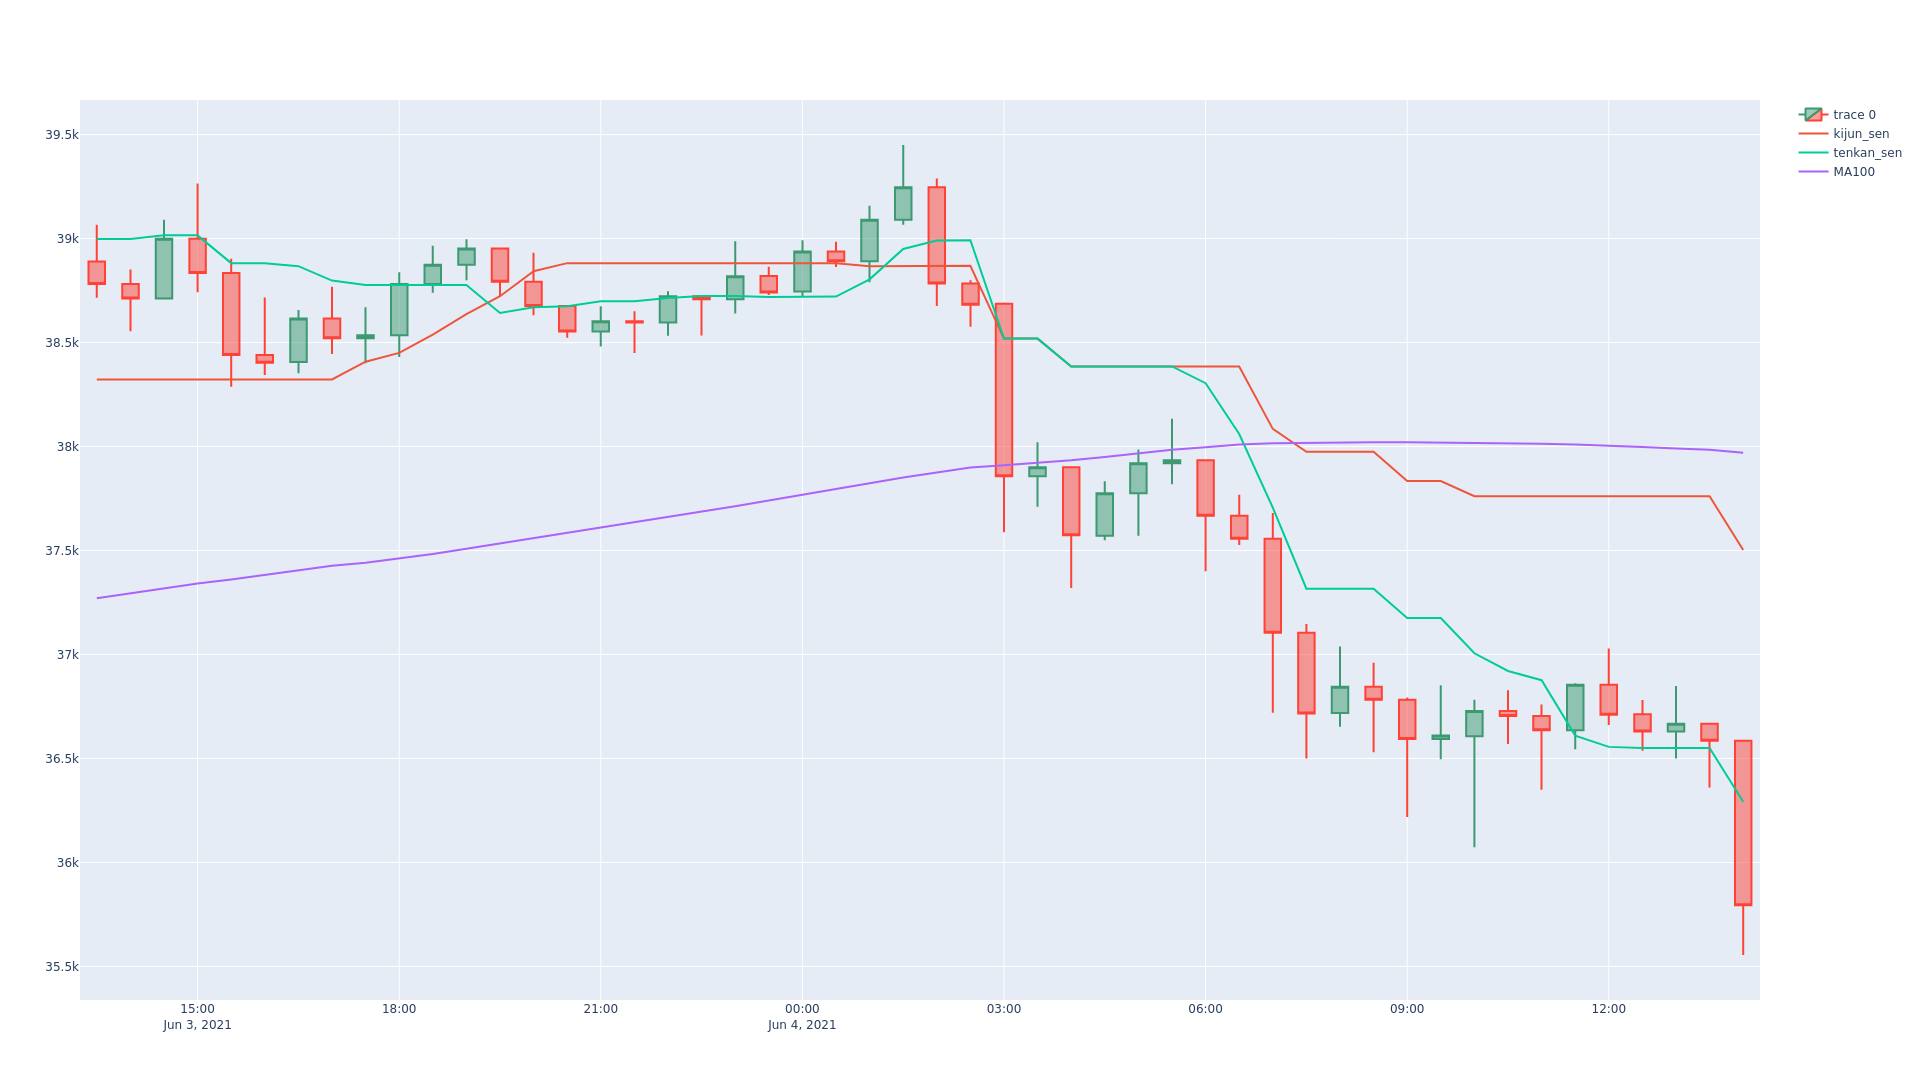 39.5k
39k
38.5k
38k
37.5k
37k
36.5k
36k
35.5k
15:00
Jun 3, 2021
18:00
21:00
00:00
Jun 4, 2021
03:00
06:00
09:00
12:00
trace 0
kijun_sen
tenkan_sen
MA100